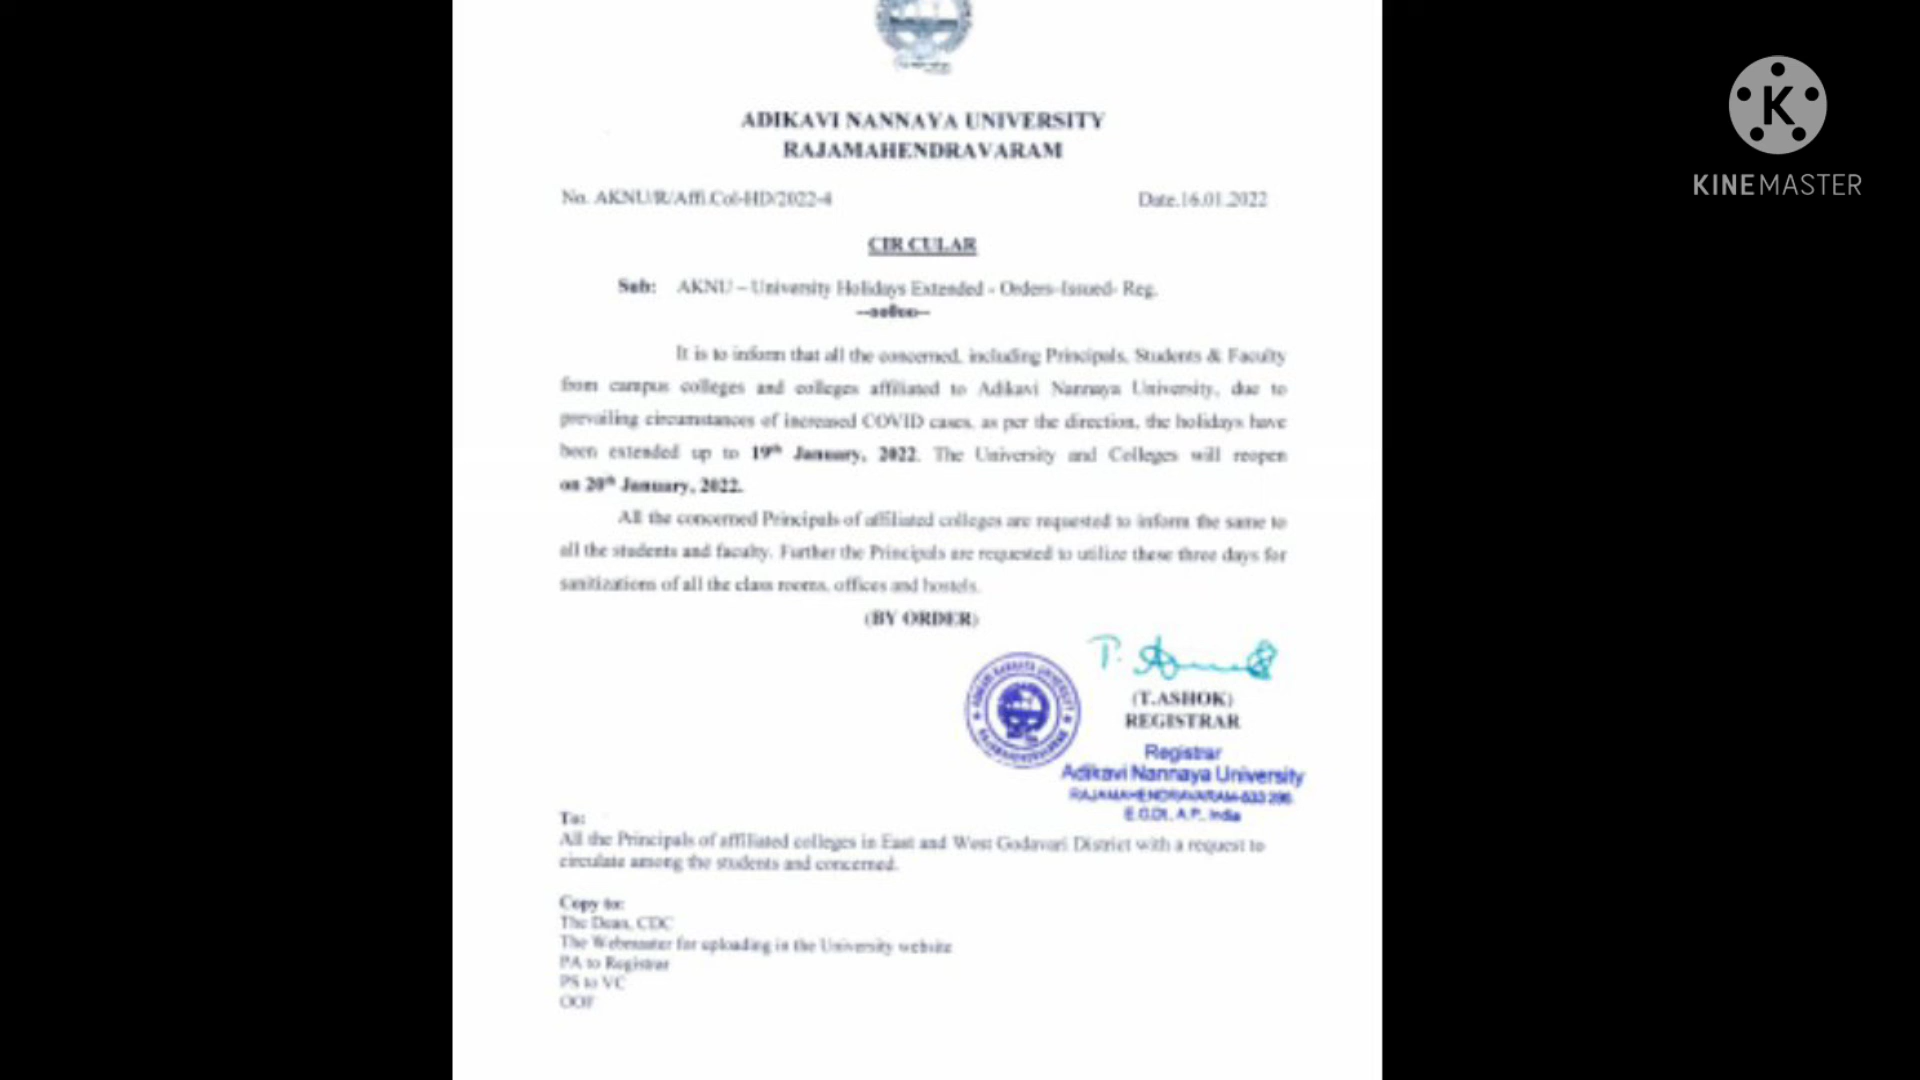 ADIKAVI NANNAYA UNIVERSITY
RAJAMAHENDRAVARAM
No. AKNU/R/Affi.Col-HD/2022-4 Date.16.01.2022
CIRCULAR
Sub: AKNU – University Holidays Extended - Orders-Issued- Reg.
It is to inform that all the concerned, including Principals, Students & Faculty
from campus colleges and colleges affiliated to Adikavi Nannaya University, due to
prevailing circumstances of increased COVID cases, as per the direction, the holidays have
been extended up to 19th January, 2022. The University and Colleges will reopen
on 20th January, 2022.
All the concerned Principals of affiliated colleges are requested to inform the same to
all the students and faculty. Further the Principals are requested to utilize these three days for
sanitizations of all the class rooms, offices and hostels.
(BY ORDER)
T. Ashok
(T.ASHOK)
REGISTRAR
ADIKAVI NANNAYA UNIVERSITY
RAJAMAHENDRAVARAM
Registrar
Adikavi Nannaya University
RAJAMAHENDRAVARAM-533 296
E.G.Dt., A.P., India
To:
All the Principals of affiliated colleges in East and West Godavari District with a request to
circulate among the students and concerned.
Copy to:
The Dean, CDC
The Webmaster for uploading in the University website
PA to Registrar
PS to VC
OOF
K
KINEMASTER